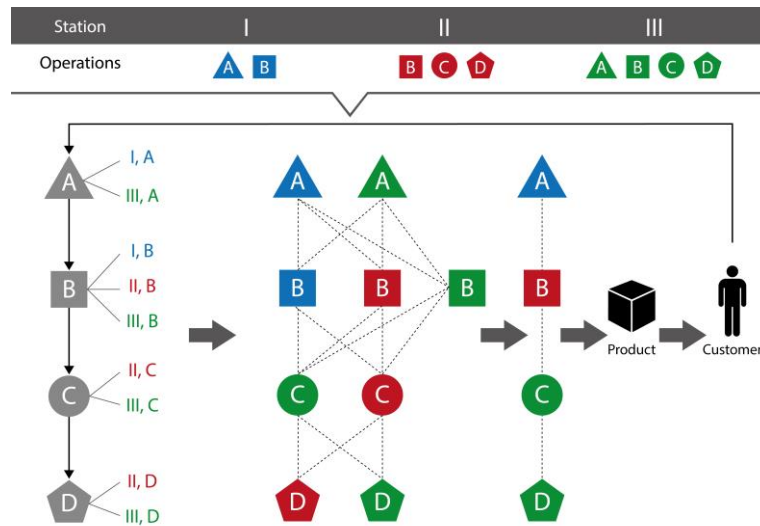 Station I II III
Operations A B B C D A B C D
A I, A
III, A
A A A
B I, B
II, B
III, B
B B B B
Product Customer
C II, C
III, C
C C C
D II, D
III, D
D D D